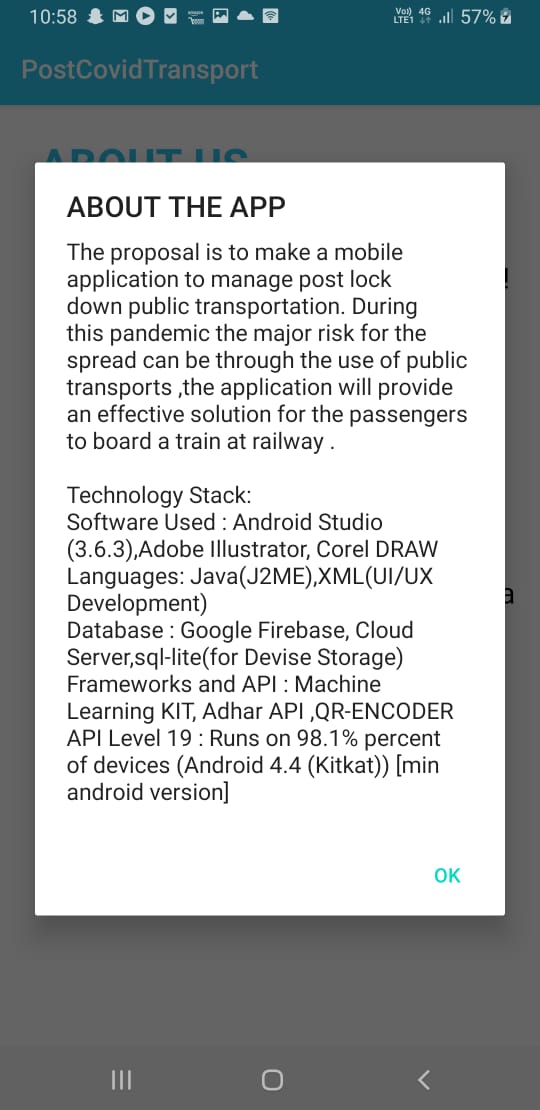 10:58
Vo)) 4G
LTE1 57%
PostCovidTransport
ABOUT US
ABOUT THE APP
The proposal is to make a mobile
application to manage post lock
down public transportation. During
this pandemic the major risk for the
spread can be through the use of public
transports ,the application will provide
an effective solution for the passengers
to board a train at railway .
Technology Stack:
Software Used : Android Studio
(3.6.3),Adobe Illustrator, Corel DRAW
Languages: Java(J2ME),XML(UI/UX
Development)
Database : Google Firebase, Cloud
Server,sql-lite(for Devise Storage)
Frameworks and API : Machine
Learning KIT, Adhar API ,QR-ENCODER
API Level 19 : Runs on 98.1% percent
of devices (Android 4.4 (Kitkat)) [min
android version]
OK